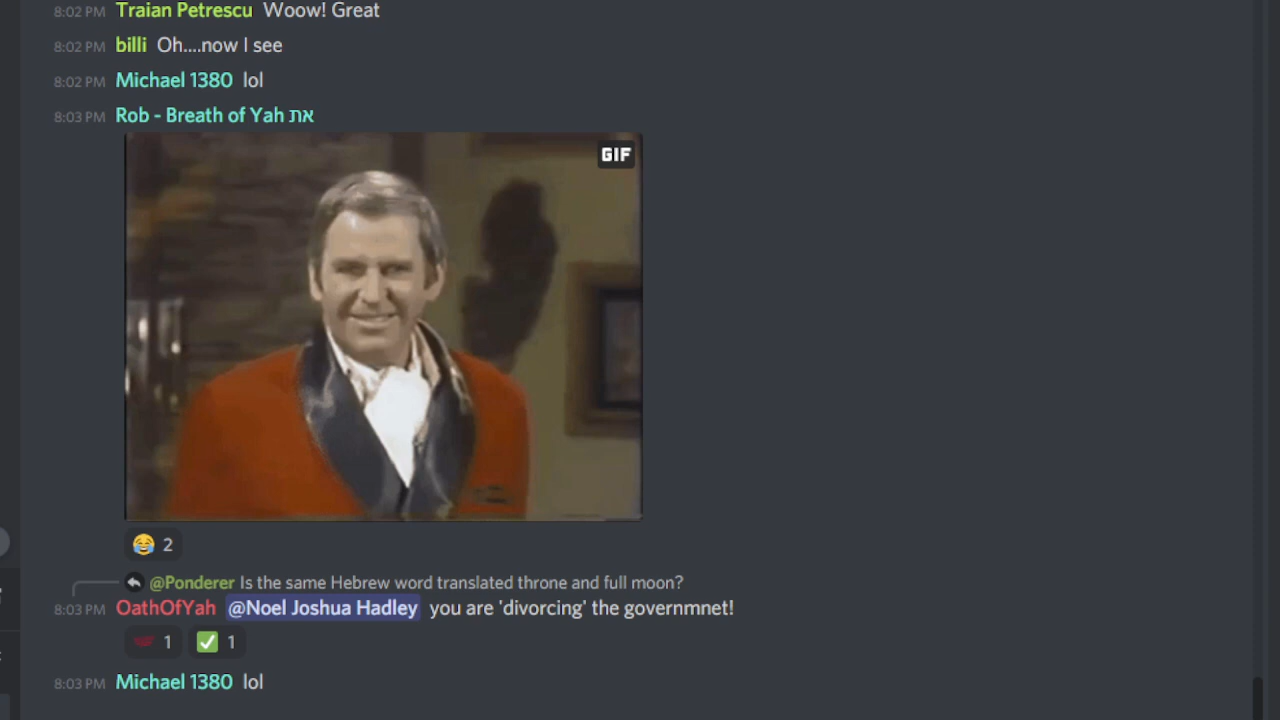 8:02 PM Traian Petrescu Woow! Great
8:02 PM billi Oh....now I see
8:02 PM Michael 1380 lol
8:03 PM Rob - Breath of Yah את
GIF
2
@Ponderer Is the same Hebrew word translated throne and full moon?
8:03 PM OathOfYah @Noel Joshua Hadley you are 'divorcing' the governmnet!
1 1
8:03 PM Michael 1380 lol